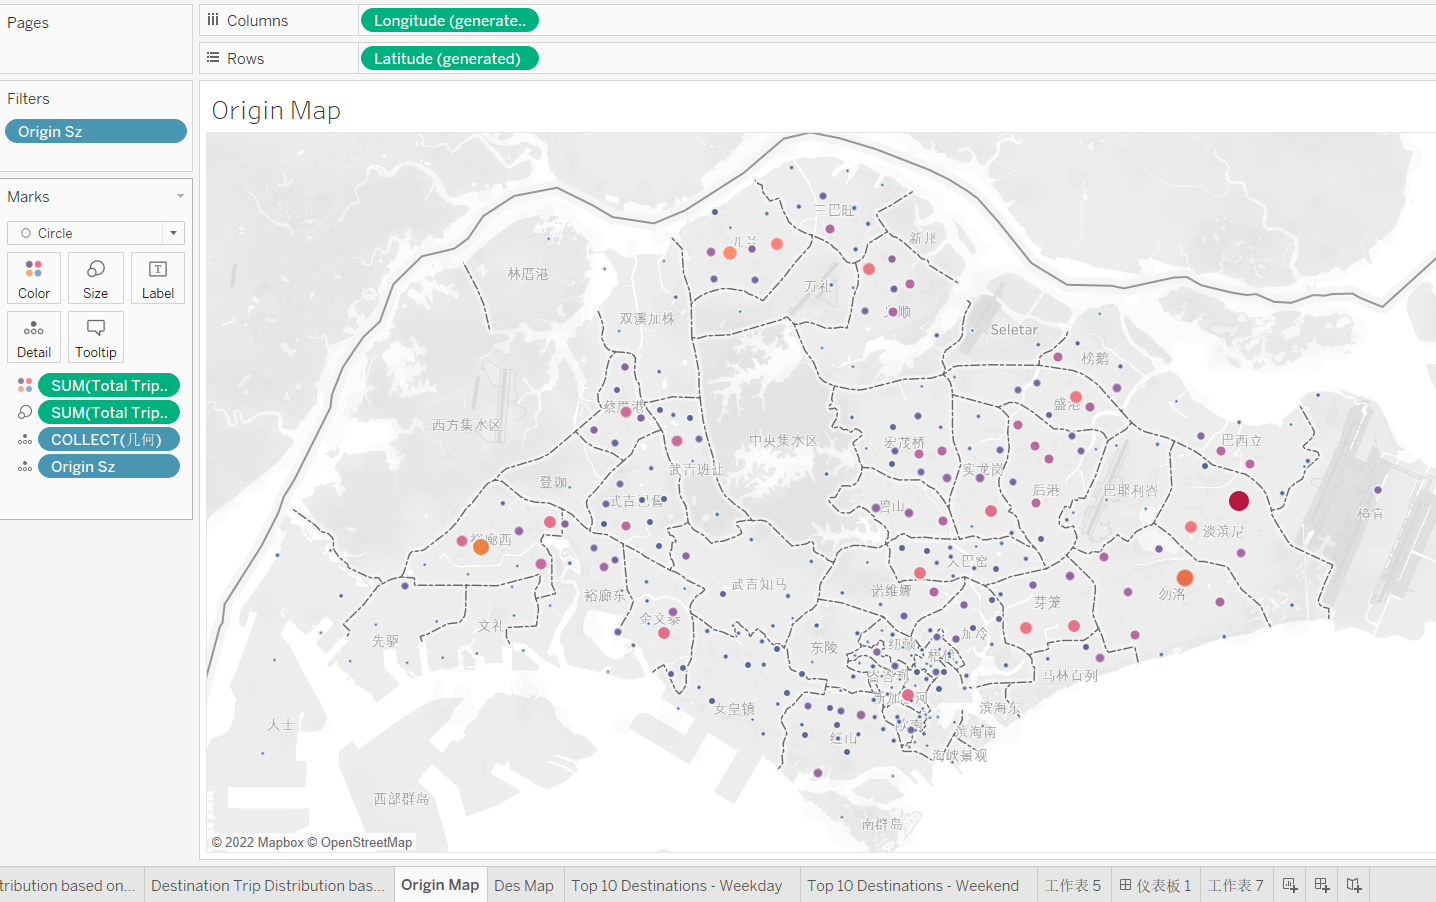 Pages
Columns
Longitude (generate..
Rows
Latitude (generated)
Filters
Origin Sz
Marks
Circle
Color
Size
Label
Detail
Tooltip
SUM(Total Trip..
SUM(Total Trip..
COLLECT(几何)
Origin Sz
Origin Map
三巴旺
新邦
林厝港
万礼
双溪加株
Seletar
榜鹅
蔡厝港
盛港
西方集水区
中央集水区
宏茂桥
巴西立
武吉班让
实龙岗
登珈
武吉巴督
碧山
后港
巴耶利峇
樟宜
裕廊西
淡滨尼
大巴窑
武吉知马
诺维娜
裕廊东
芽笼
勿洛
金文泰
文礼
先驱
加冷
纽顿
东陵
马林百列
女皇镇
滨海东
大士
红山
滨海南
海峡景观
西部群岛
南群岛
© 2022 Mapbox © OpenStreetMap
tribution based on...
Destination Trip Distribution bas...
Origin Map
Des Map
Top 10 Destinations - Weekday
Top 10 Destinations - Weekend
工作表 5
仪表板 1
工作表 7